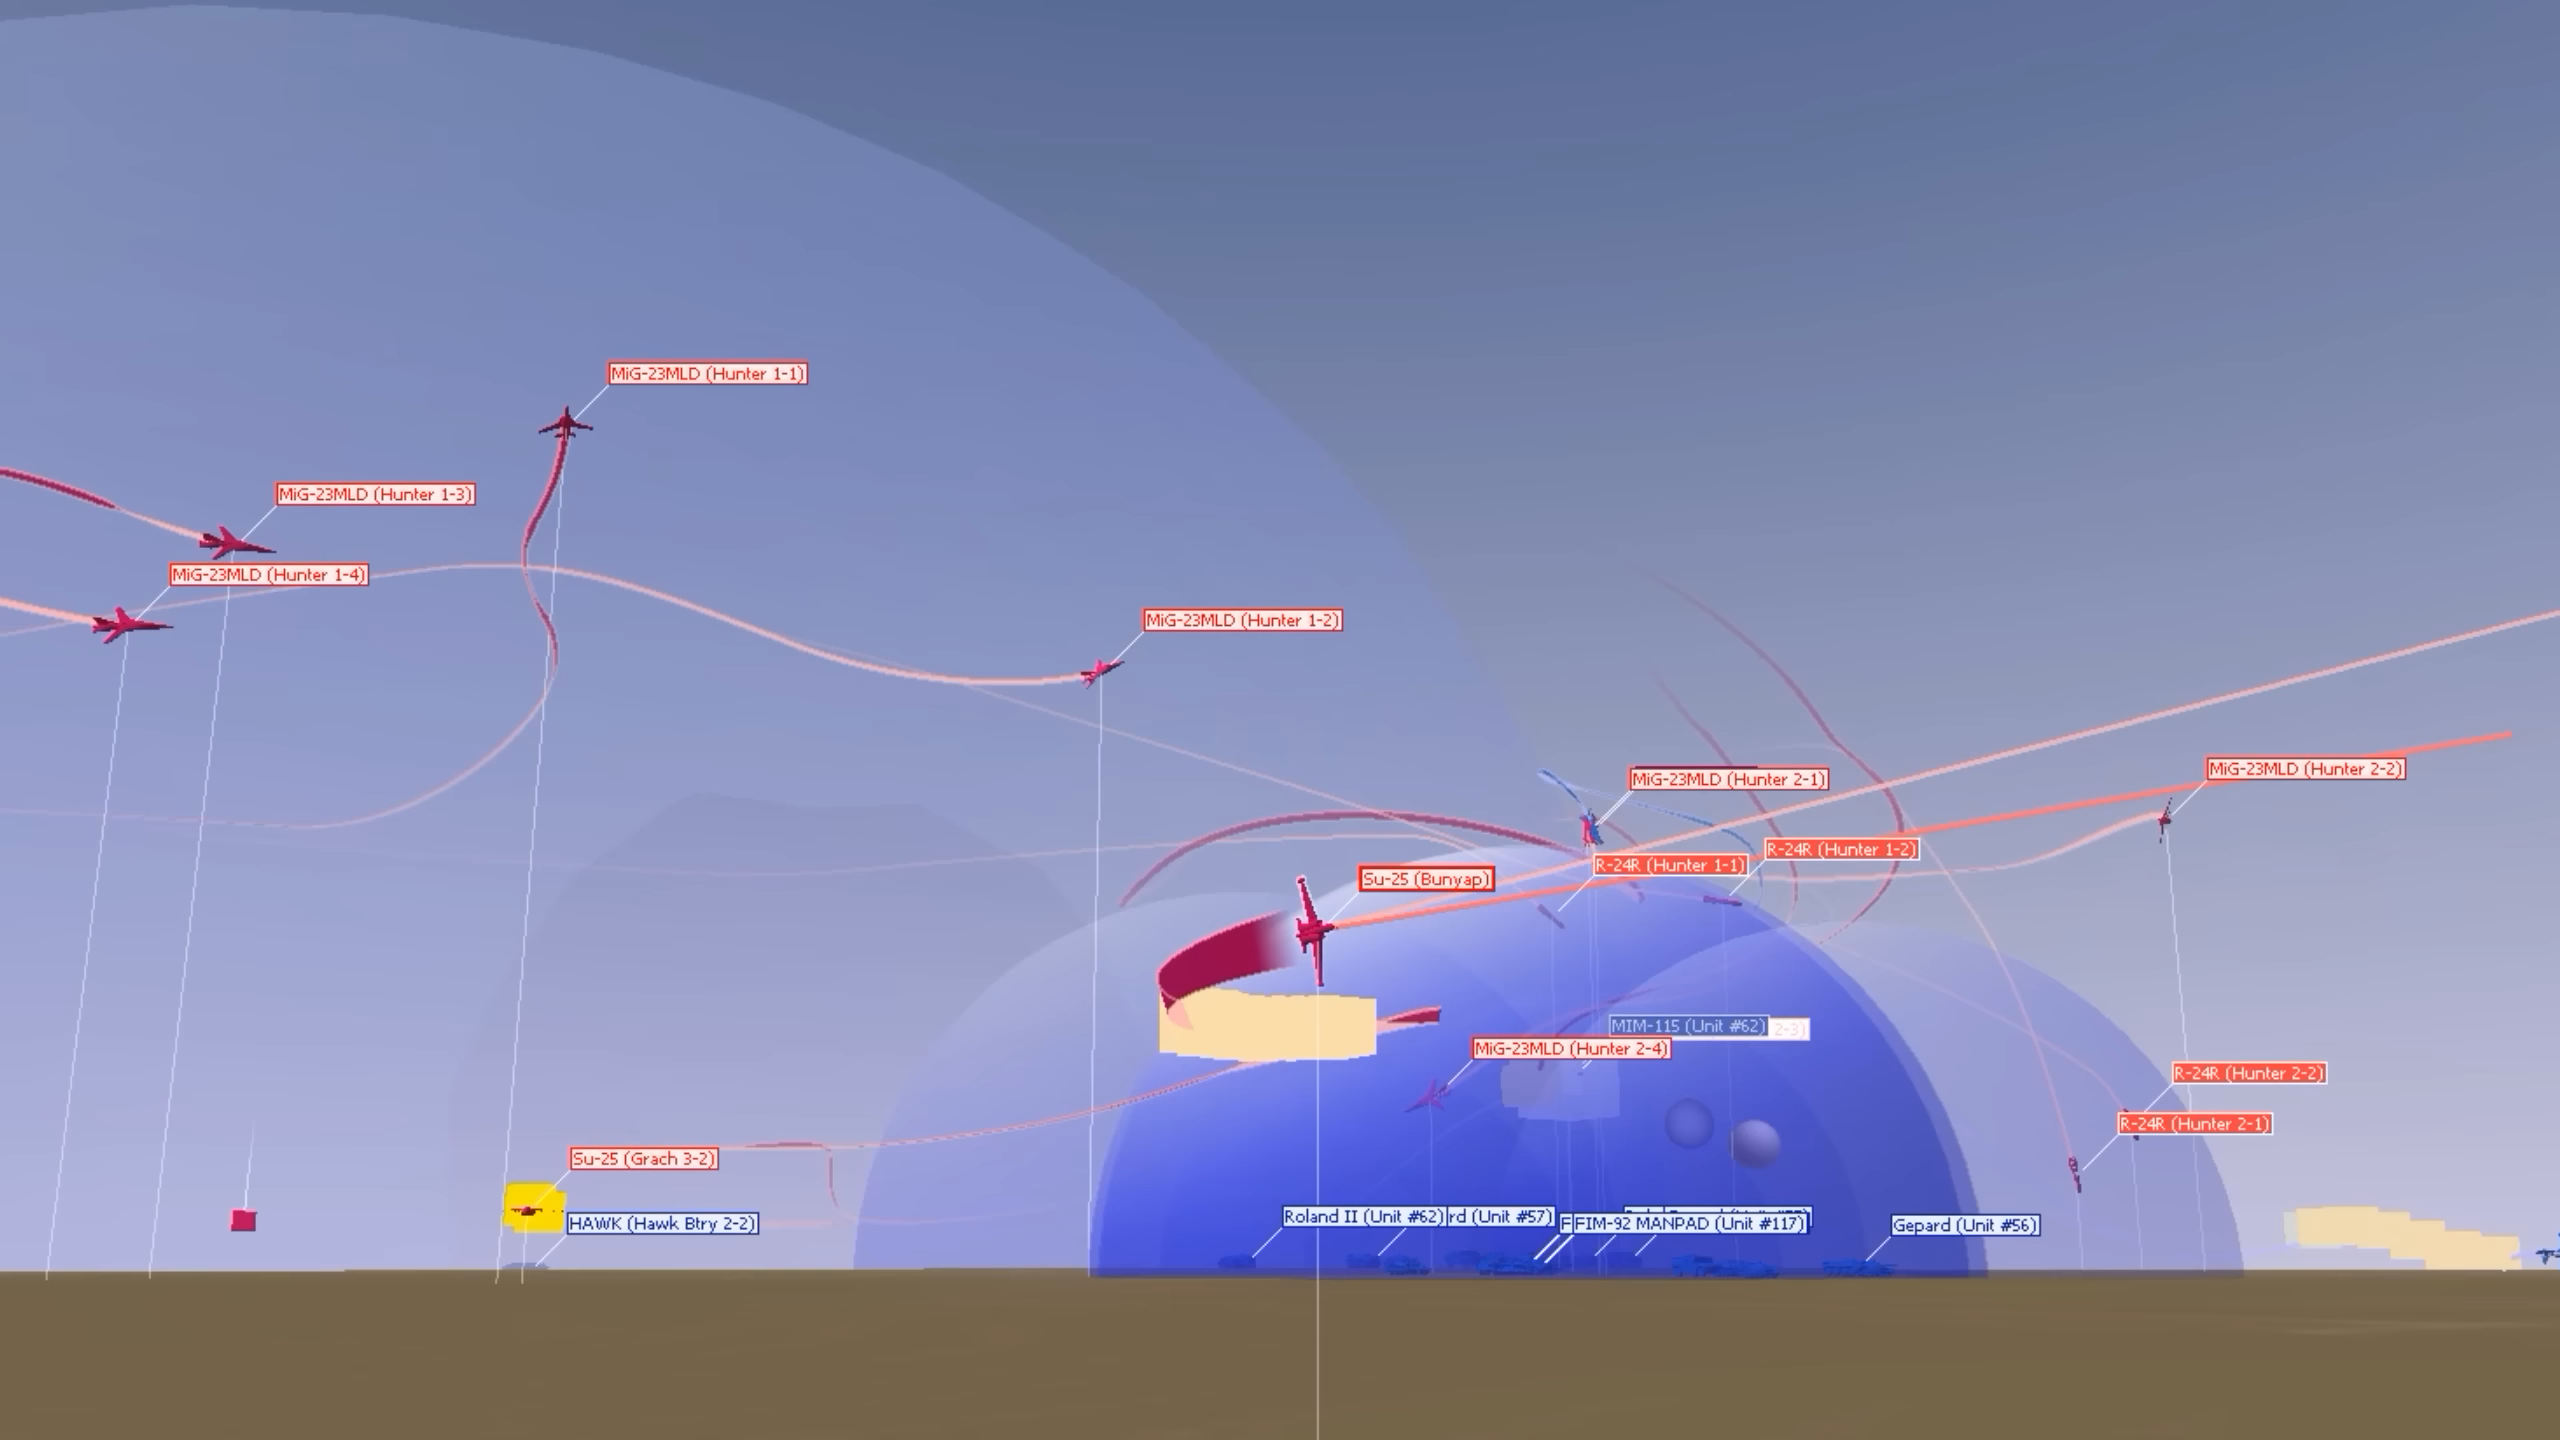 MiG-23MLD (Hunter 1-1)
MiG-23MLD (Hunter 1-3)
MiG-23MLD (Hunter 1-4)
MiG-23MLD (Hunter 1-2)
MiG-23MLD (Hunter 2-1)
MiG-23MLD (Hunter 2-2)
R-24R (Hunter 1-2)
R-24R (Hunter 1-1)
Su-25 (Bunyap)
MIM-115 (Unit #62)
2-3)
MiG-23MLD (Hunter 2-4)
R-24R (Hunter 2-2)
R-24R (Hunter 2-1)
Su-25 (Grach 3-2)
HAWK (Hawk Btry 2-2)
Roland II (Unit #62)
rd (Unit #57)
FIM-92 MANPAD (Unit #117)
Gepard (Unit #56)